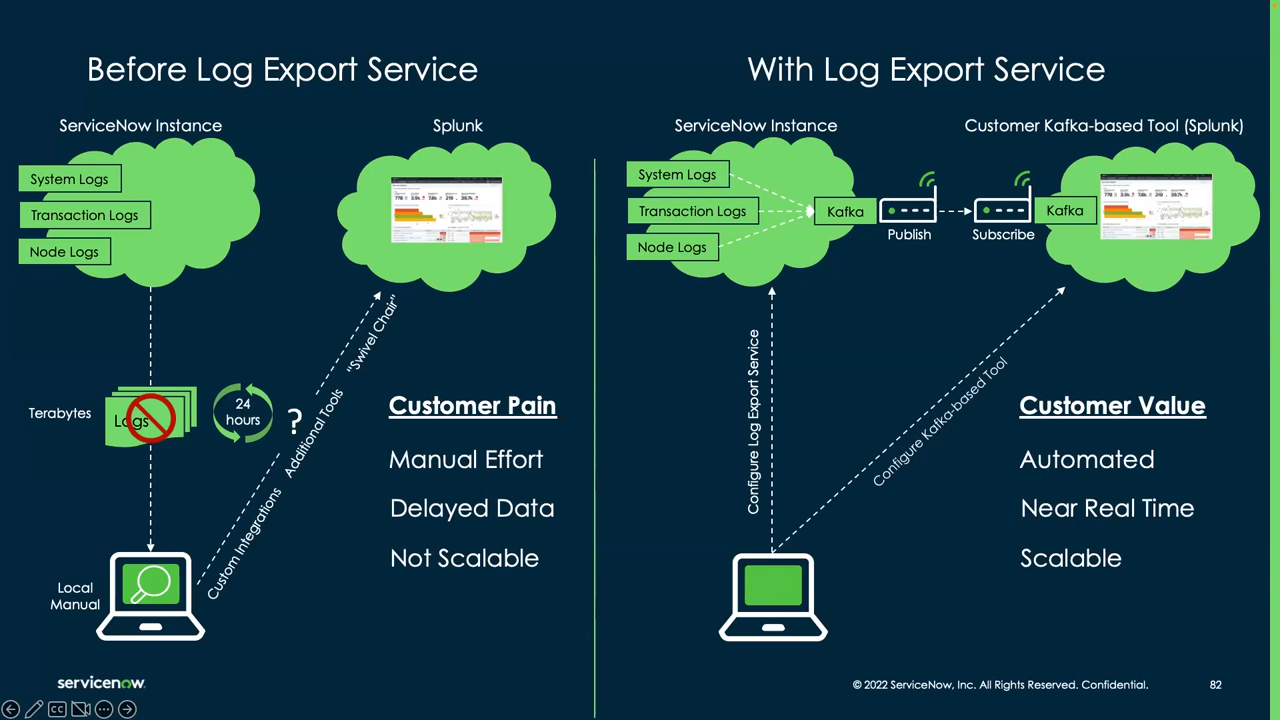 Before Log Export Service
ServiceNow Instance
Splunk
System Logs
Transaction Logs
Node Logs
Terabytes
Logs
24
hours
?
Custom Integrations
Additional Tools
"Swivel Chair"
Local
Manual
Customer Pain
Manual Effort
Delayed Data
Not Scalable
With Log Export Service
ServiceNow Instance
Customer Kafka-based Tool (Splunk)
System Logs
Transaction Logs
Node Logs
Kafka
Publish
Subscribe
Kafka
Configure Log Export Service
Configure Kafka-based Tool
Customer Value
Automated
Near Real Time
Scalable
servicenow
© 2022 ServiceNow, Inc. All Rights Reserved. Confidential.
82
CC